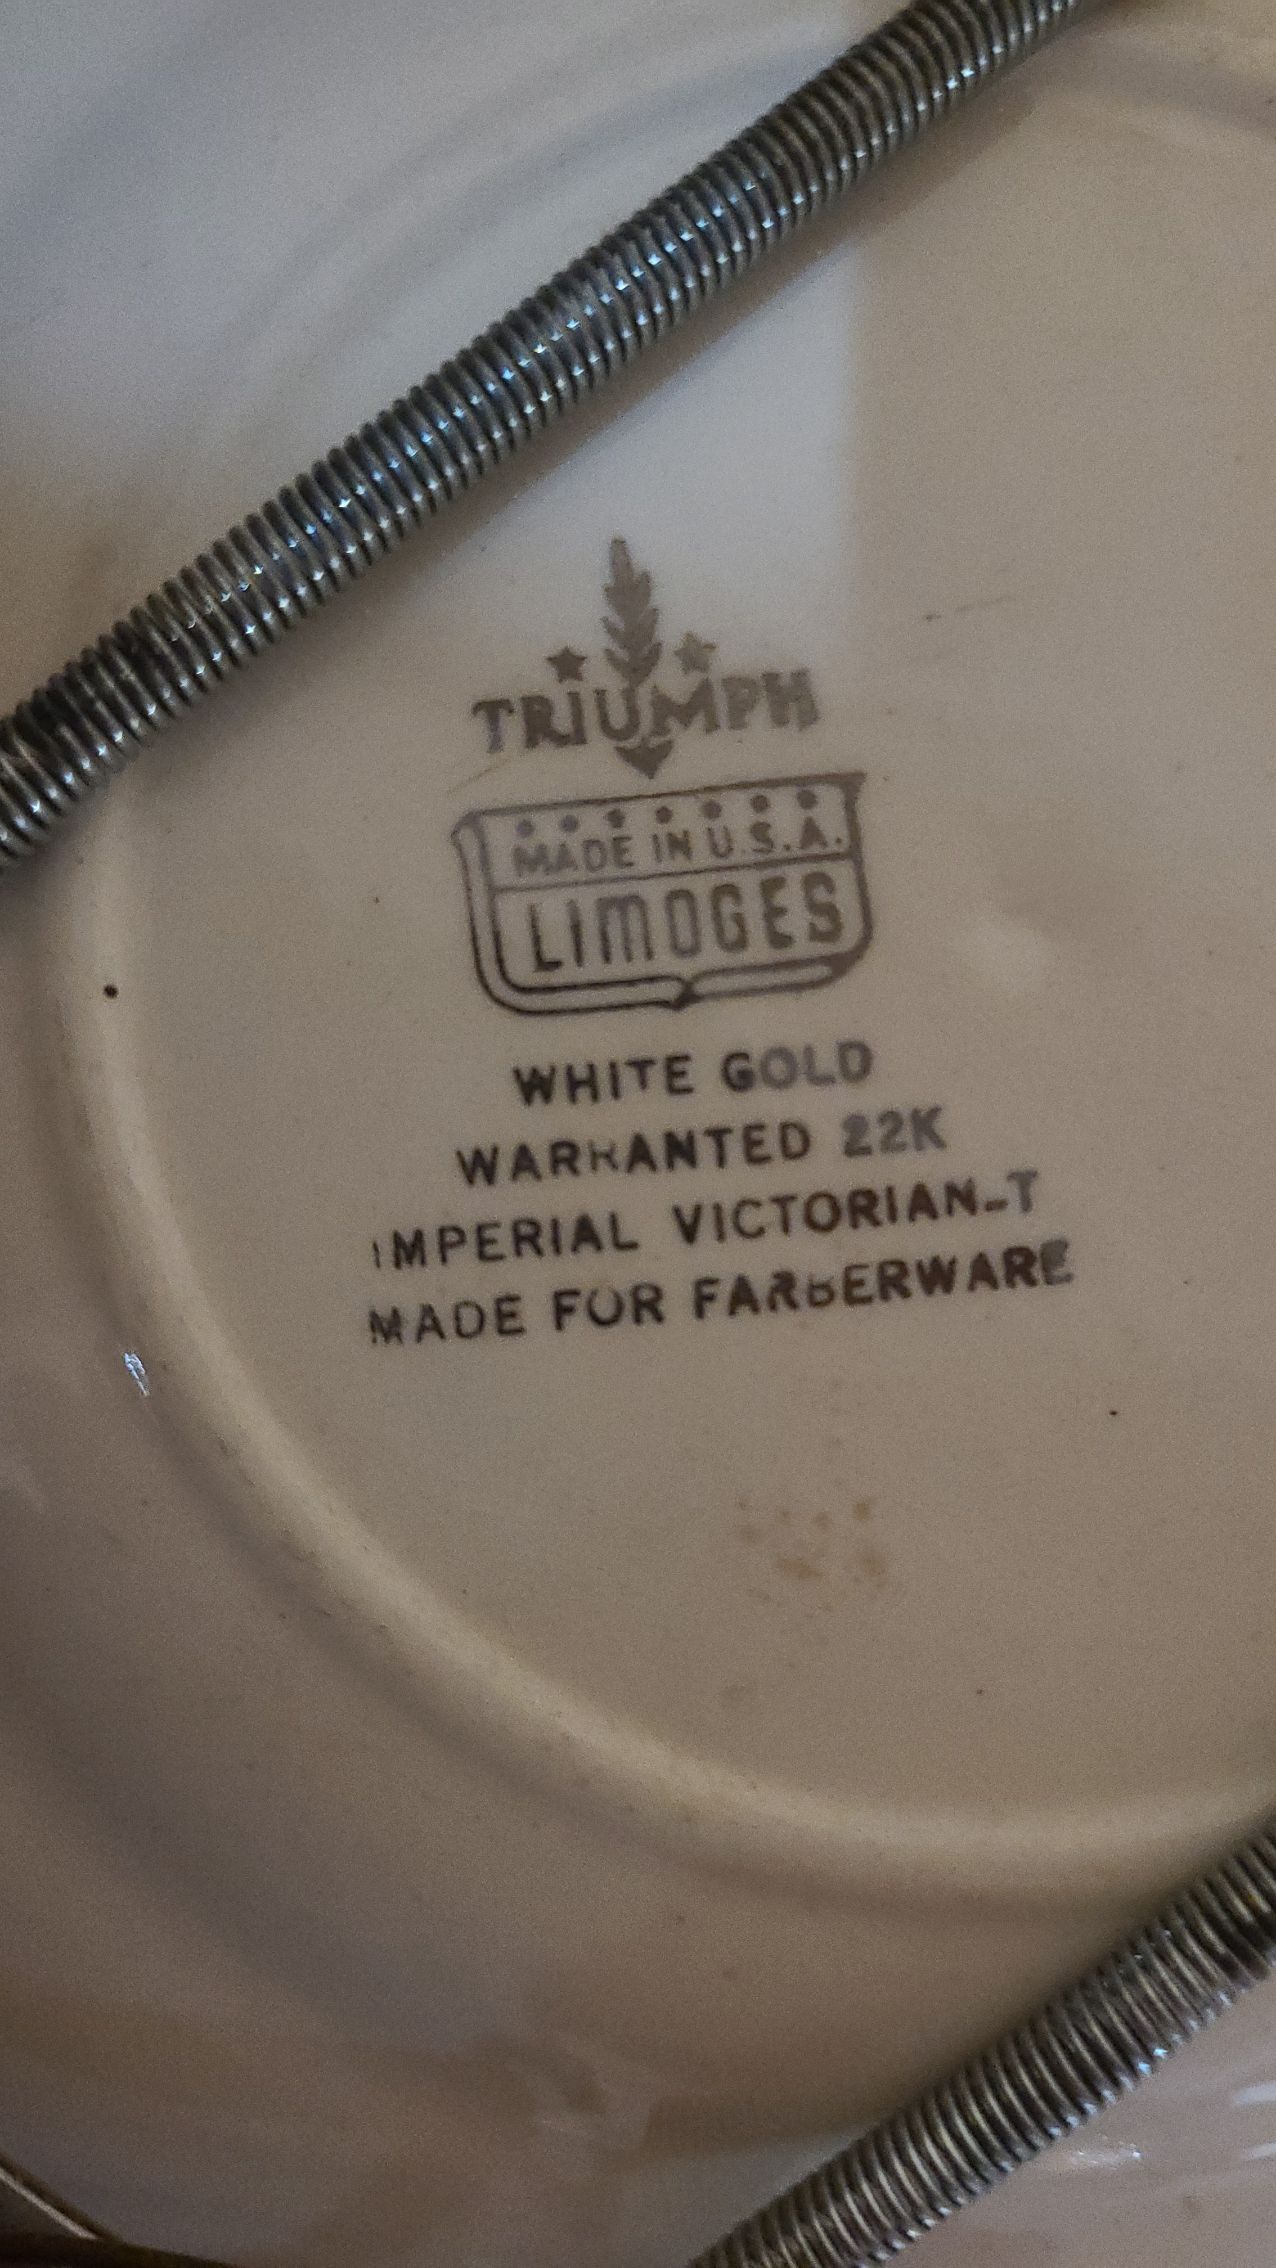 TRIUMPH
MADE IN U.S.A.
LIMOGES
WHITE GOLD
WARRANTED 22K
IMPERIAL VICTORIAN-T
MADE FOR FARBERWARE